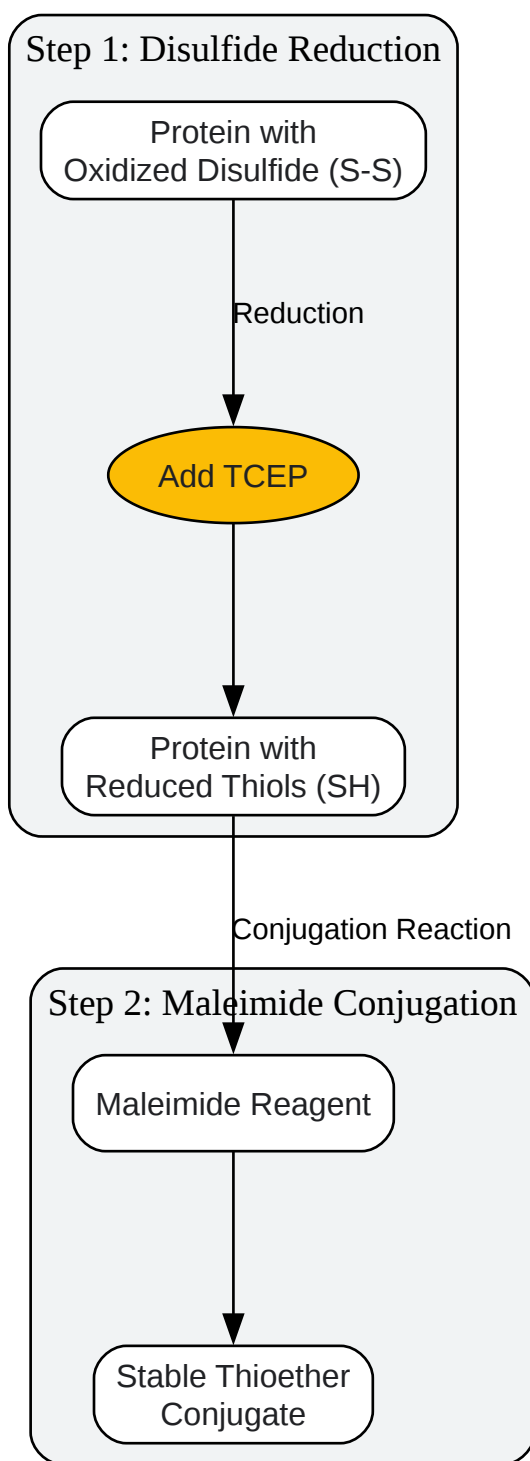 Step 1: Disulfide Reduction
Protein with
Oxidized Disulfide (S-S)
Reduction
Add TCEP
Protein with
Reduced Thiols (SH)
Conjugation Reaction
Step 2: Maleimide Conjugation
Maleimide Reagent
Stable Thioether
Conjugate